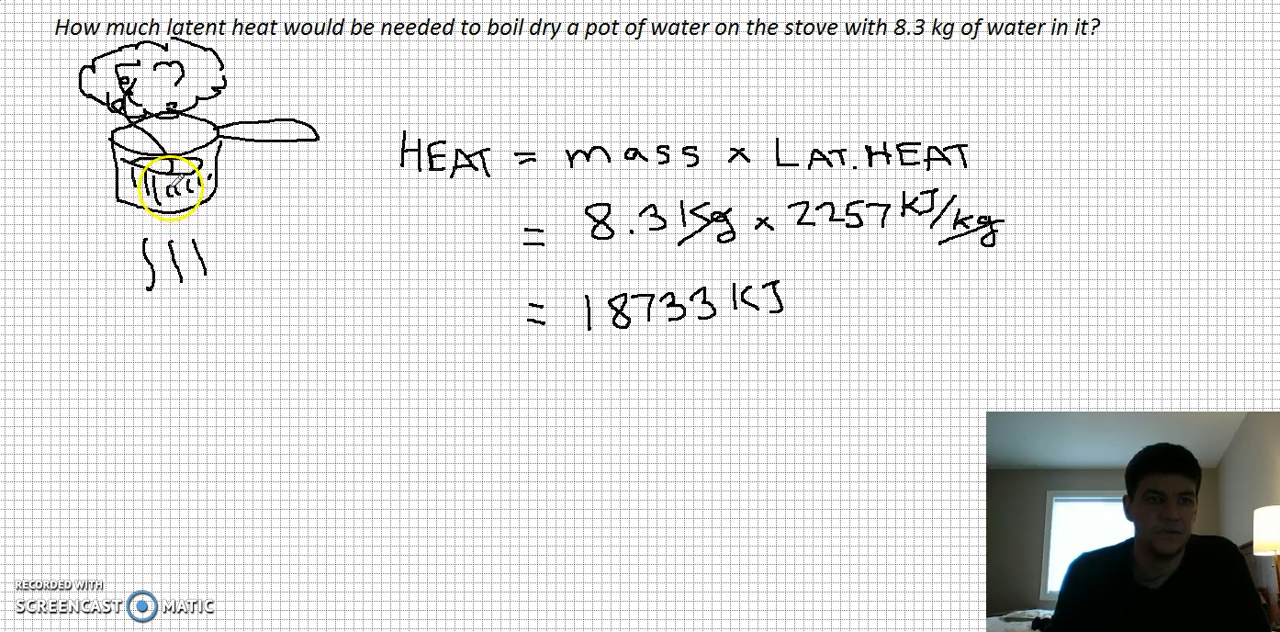 How much latent heat would be needed to boil dry a pot of water on the stove with 8.3 kg of water in it?
HEAT = mass x LAT.HEAT
= 8.3 Kg x 2257 KJ/kg
= 18733 KJ
RECORDED WITH
SCREENCAST MATIC